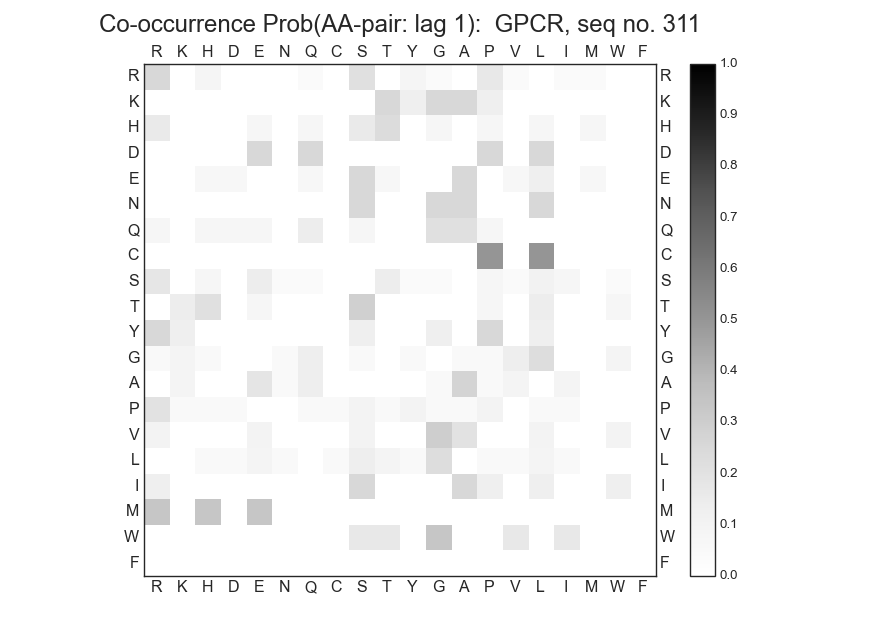 Co-occurrence Prob(AA-pair: lag 1):  GPCR, seq no. 311
R K H D E N Q C S T Y G A P V L I M W F
R R 1.0
K K
H H 0.9
D D 0.8
E E
N N 0.7
Q Q
C C 0.6
S S
T T 0.5
Y Y
G G 0.4
A A
P P 0.3
V V
L L 0.2
I I
M M 0.1
W W
F F 0.0
R K H D E N Q C S T Y G A P V L I M W F